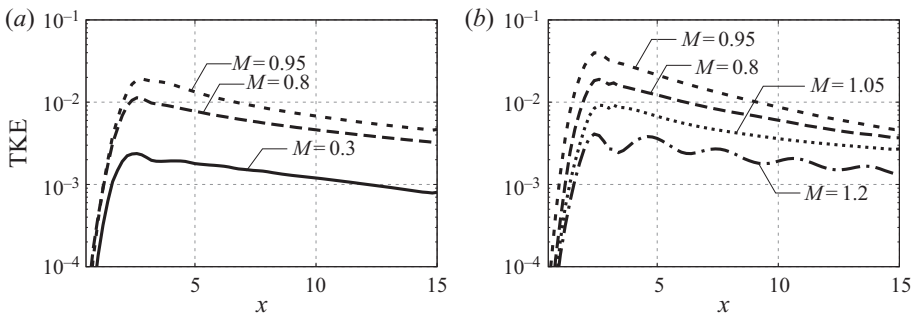 (a)
10⁻¹
10⁻²
10⁻³
10⁻⁴
TKE
M = 0.95
M = 0.8
M = 0.3
5
10
15
x
(b)
10⁻¹
10⁻²
10⁻³
10⁻⁴
M = 0.95
M = 0.8
M = 1.05
M = 1.2
5
10
15
x